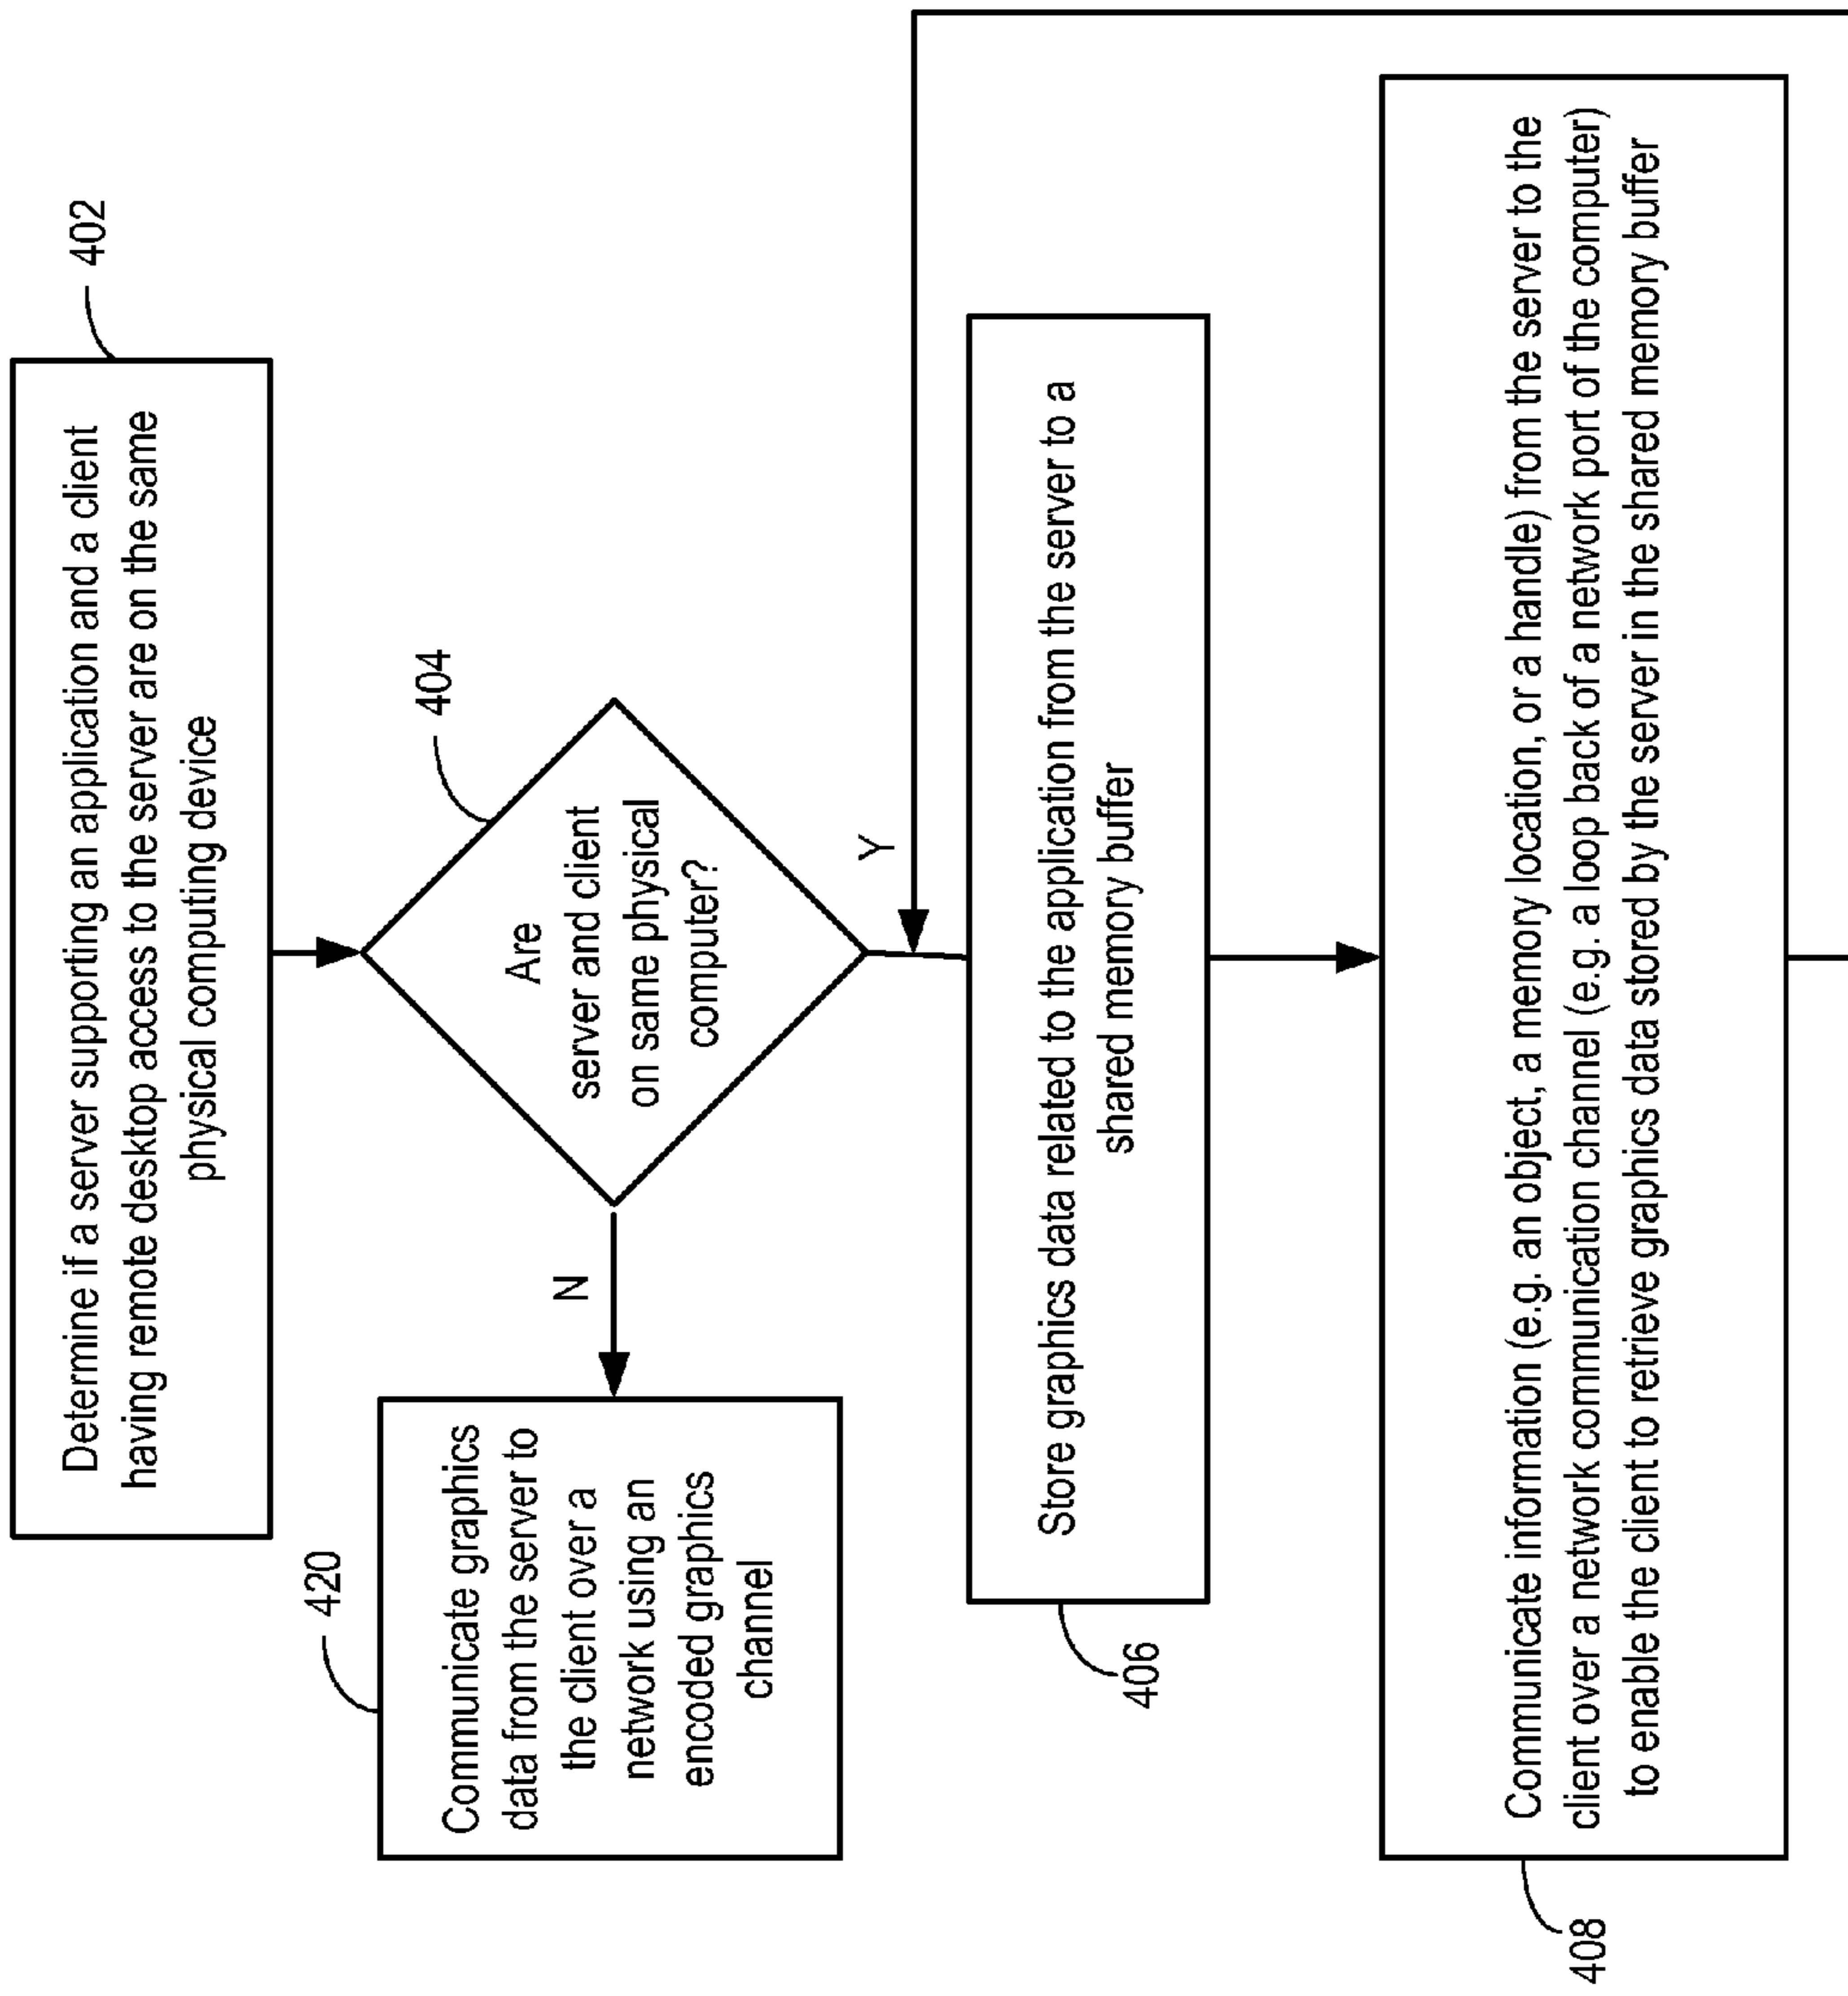 402
Determine if a server supporting an application and a client
having remote desktop access to the server are on the same
physical computing device
404
Are
server and client
on same physical
computer?
N
Y
420
Communicate graphics
data from the server to
the client over a
network using an
encoded graphics
channel
406
Store graphics data related to the application from the server to a
shared memory buffer
408
Communicate information (e.g. an object, a memory location, or a handle) from the server to the
client over a network communication channel (e.g. a loop back of a network port of the computer)
to enable the client to retrieve graphics data stored by the server in the shared memory buffer